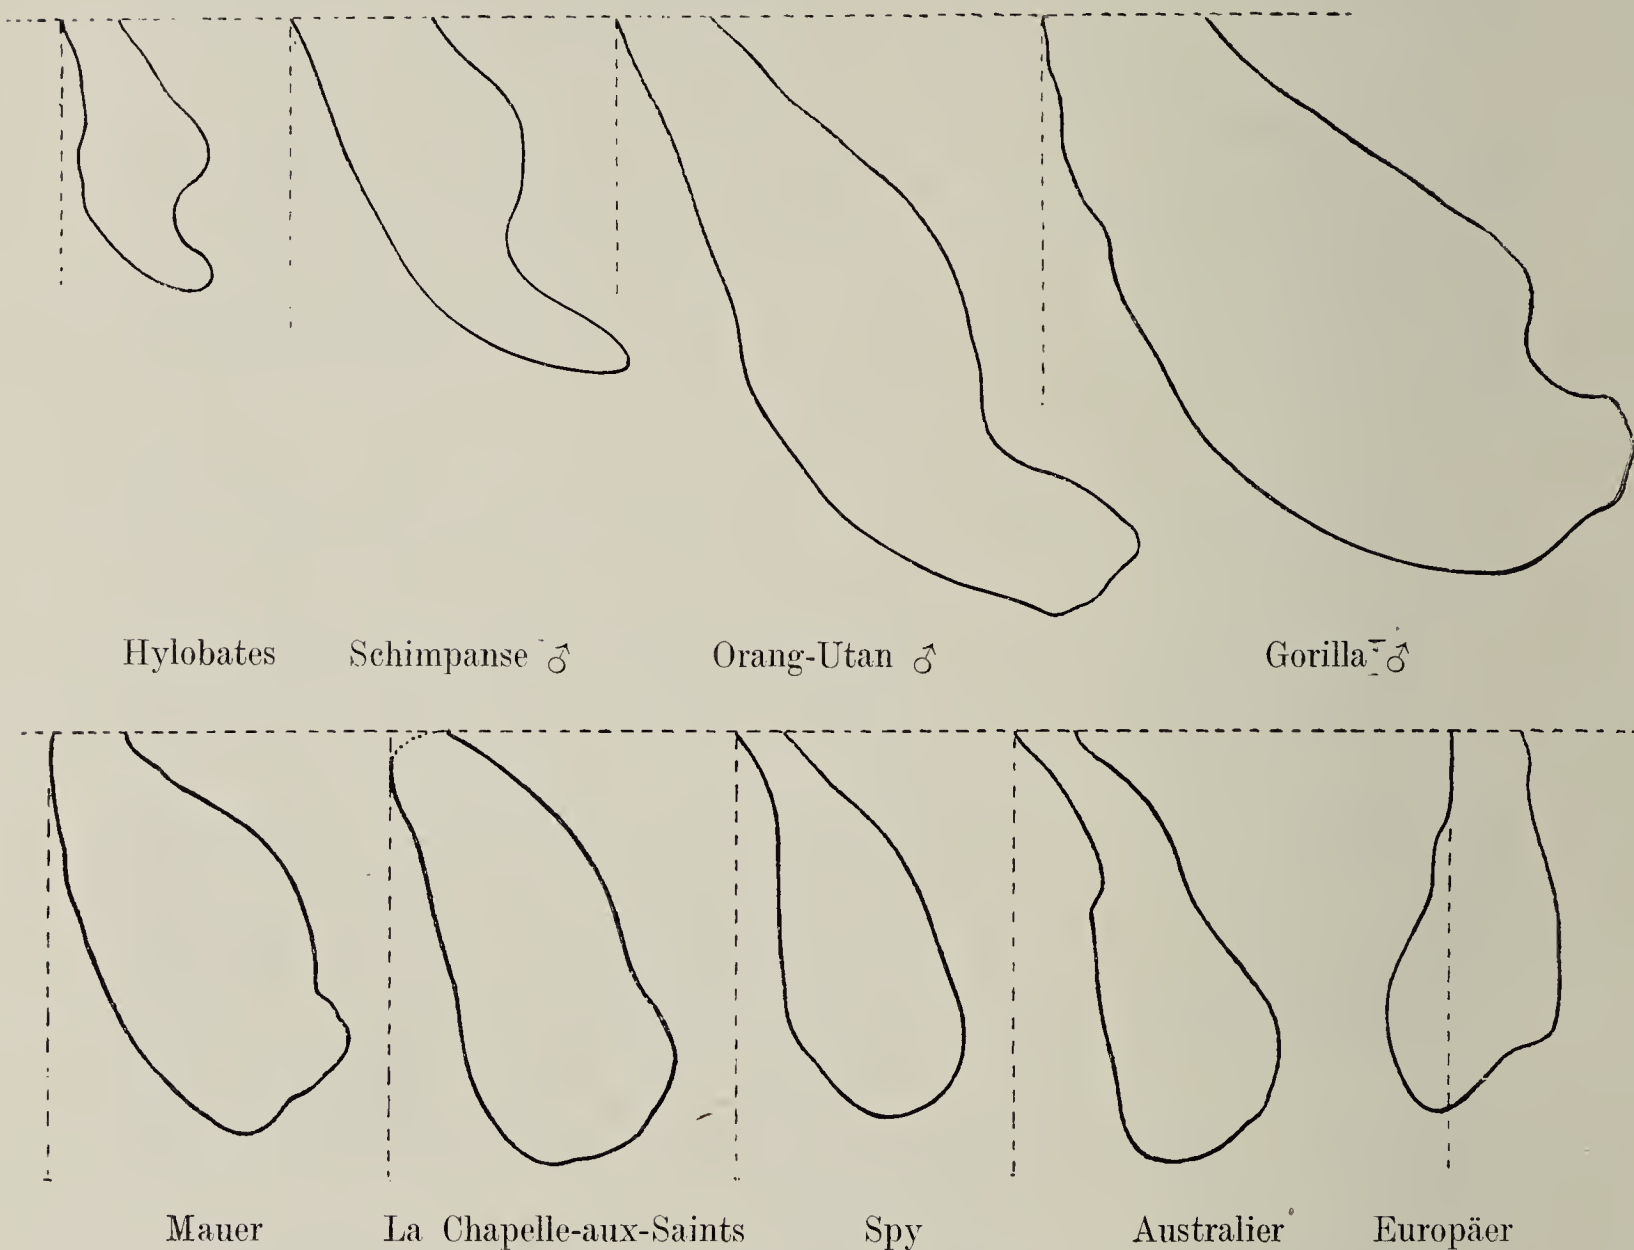 Hylobates Schimpanse ♂ Orang-Utan ♂ Gorilla ♂
Mauer La Chapelle-aux-Saints Spy Australier Europäer